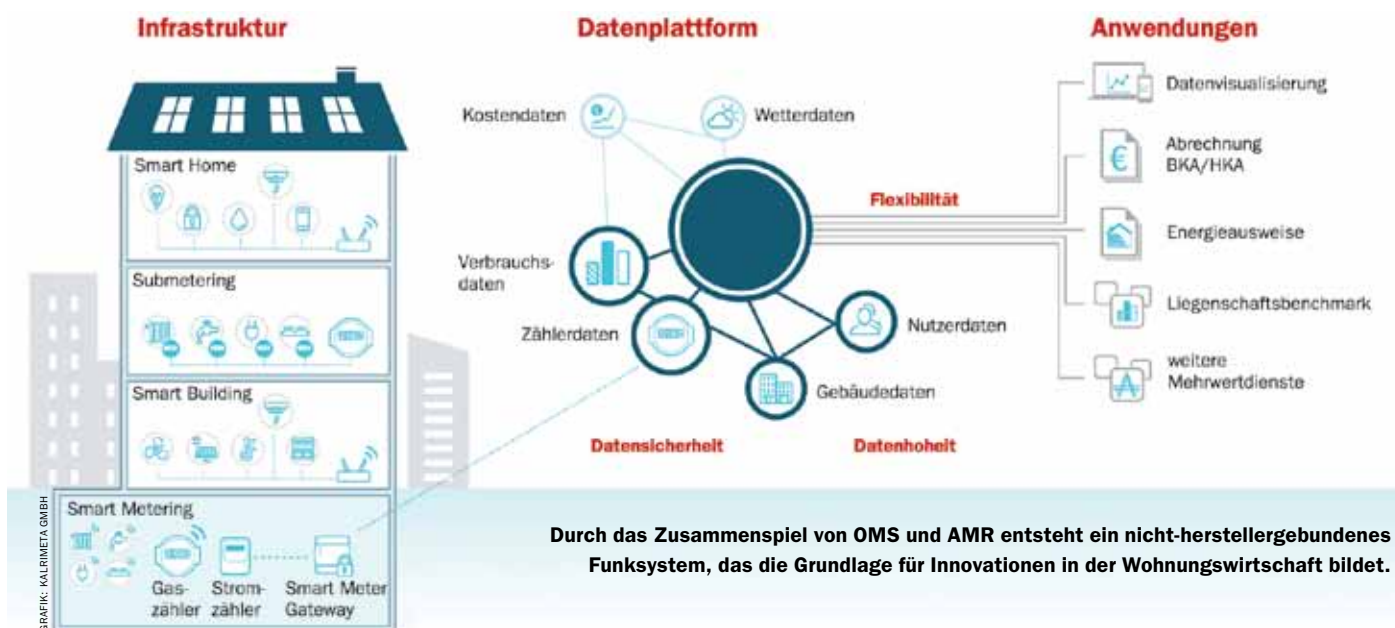 Infrastruktur
Datenplattform
Anwendungen
Smart Home
Submetering
Smart Building
Smart Metering
Gas-
zähler
Strom-
zähler
Smart Meter
Gateway
Kostendaten
Wetterdaten
Verbrauchs-
daten
Zählerdaten
Nutzerdaten
Gebäudedaten
Flexibilität
Datensicherheit
Datenhoheit
Datenvisualisierung
€
Abrechnung
BKA/HKA
Energieausweise
Liegenschaftsbenchmark
weitere
Mehrwertdienste
Durch das Zusammenspiel von OMS und AMR entsteht ein nicht-herstellergebundenes
Funksystem, das die Grundlage für Innovationen in der Wohnungswirtschaft bildet.
GRAFIK: KALRIMETA GMBH